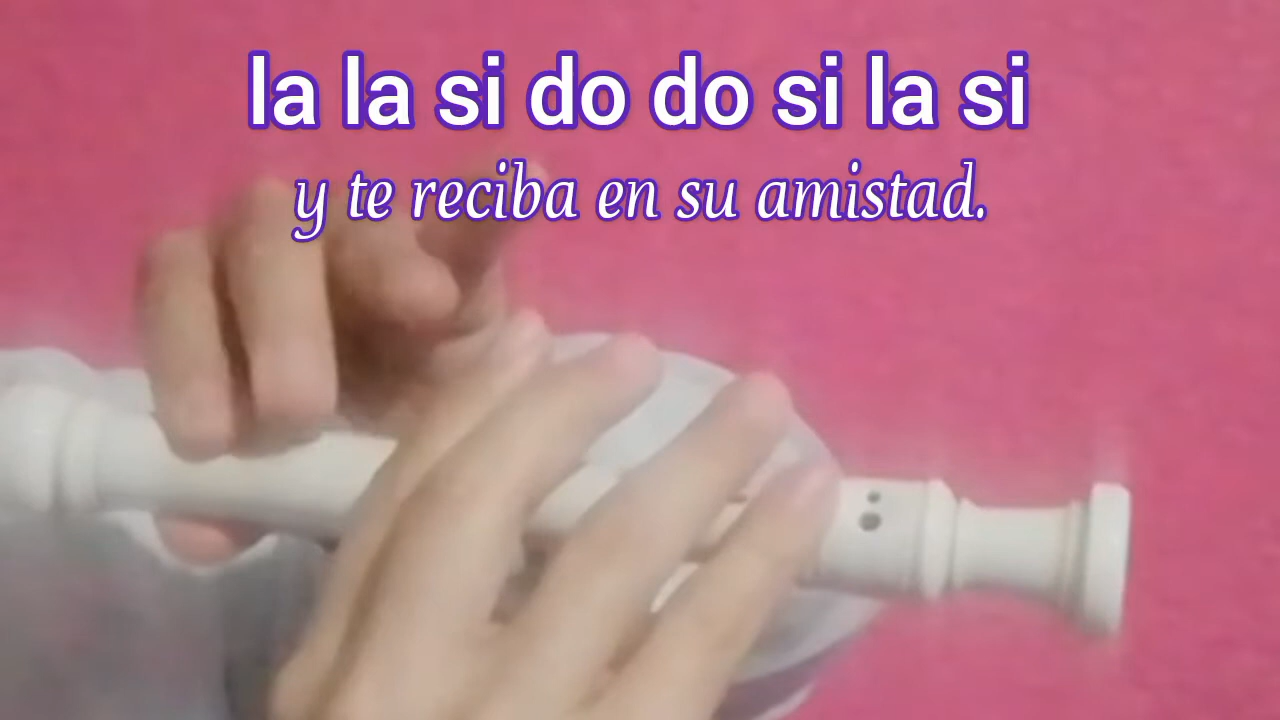 la la si do do si la si
y te reciba en su amistad.